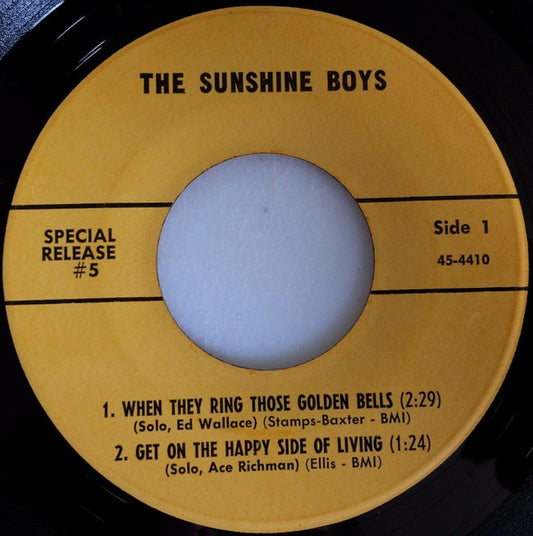 THE SUNSHINE BOYS
SPECIAL
RELEASE
#5
Side 1
45-4410
1. WHEN THEY RING THOSE GOLDEN BELLS (2:29)
(Solo, Ed Wallace) (Stamps-Baxter - BMI)
2. GET ON THE HAPPY SIDE OF LIVING (1:24)
(Solo, Ace Richman) (Ellis - BMI)